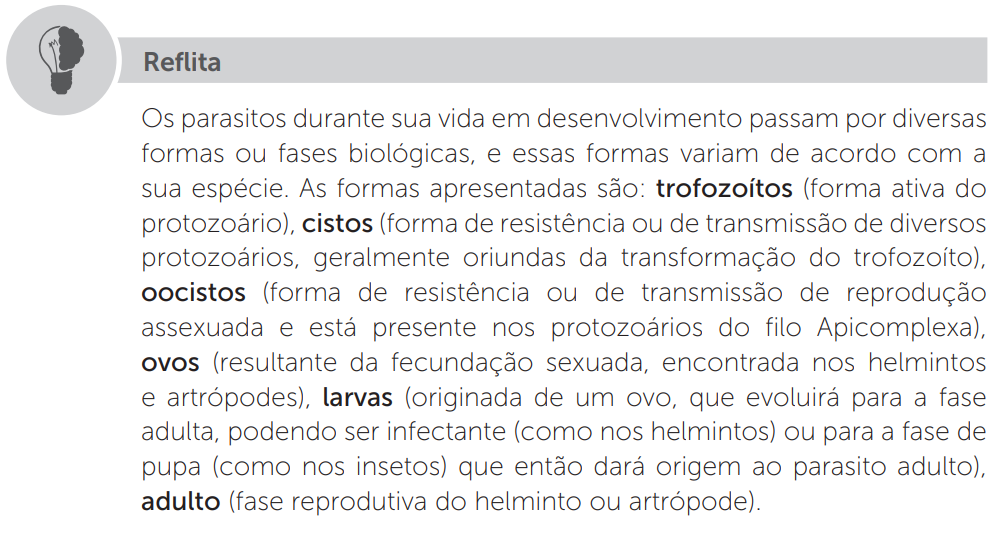 Reflita
Os parasitos durante sua vida em desenvolvimento passam por diversas
formas ou fases biológicas, e essas formas variam de acordo com a
sua espécie. As formas apresentadas são: trofozoítos (forma ativa do
protozoário), cistos (forma de resistência ou de transmissão de diversos
protozoários, geralmente oriundas da transformação do trofozoíto),
oocistos (forma de resistência ou de transmissão de reprodução
assexuada e está presente nos protozoários do filo Apicomplexa),
ovos (resultante da fecundação sexuada, encontrada nos helmintos
e artrópodes), larvas (originada de um ovo, que evoluirá para a fase
adulta, podendo ser infectante (como nos helmintos) ou para a fase de
pupa (como nos insetos) que então dará origem ao parasito adulto),
adulto (fase reprodutiva do helminto ou artrópode).